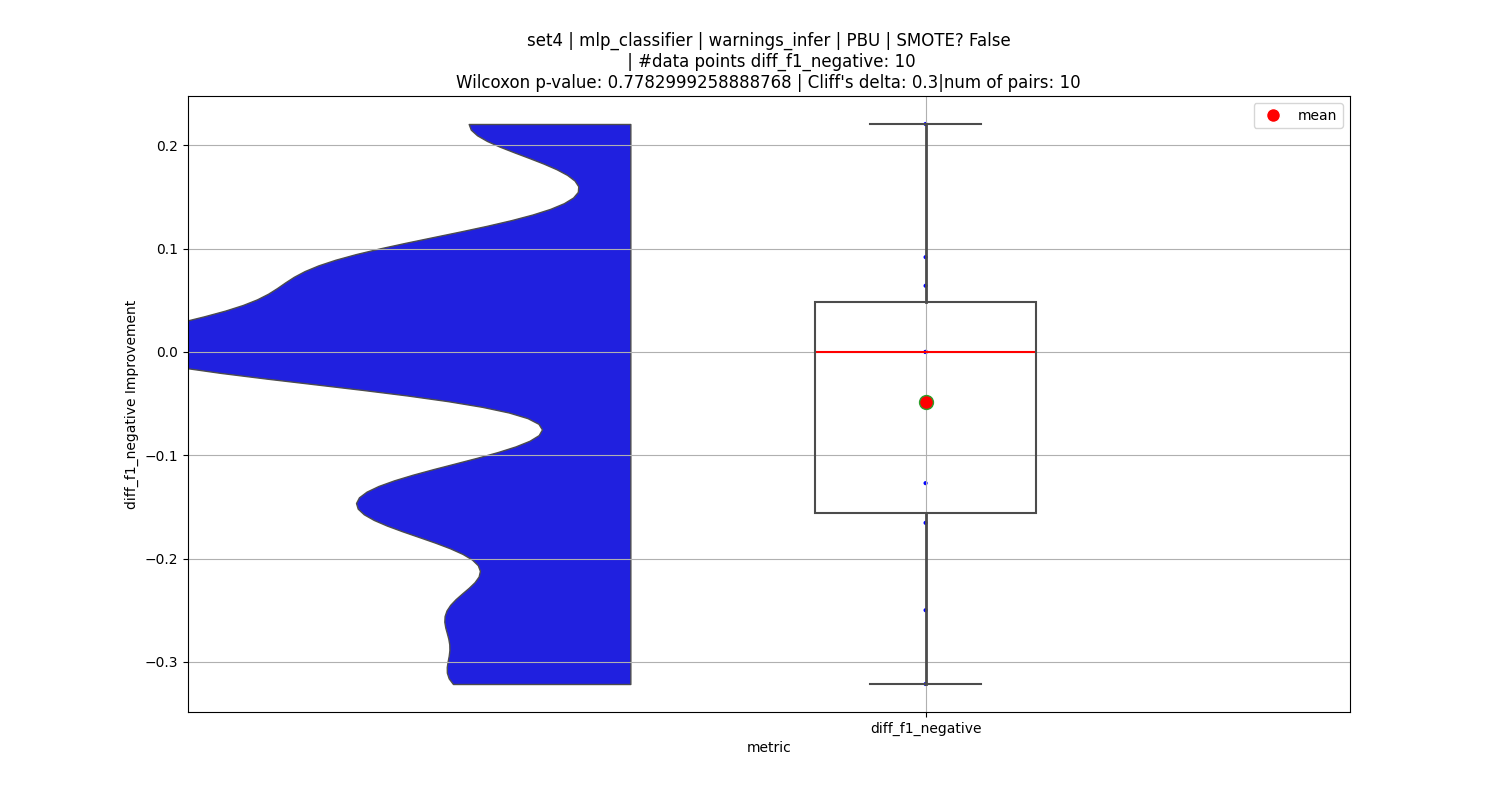 set4 | mlp_classifier | warnings_infer | PBU | SMOTE? False
| #data points diff_f1_negative: 10
Wilcoxon p-value: 0.7782999258888768 | Cliff's delta: 0.3|num of pairs: 10
mean
0.2
0.1
0.0
−0.1
−0.2
−0.3
diff_f1_negative Improvement
diff_f1_negative
metric